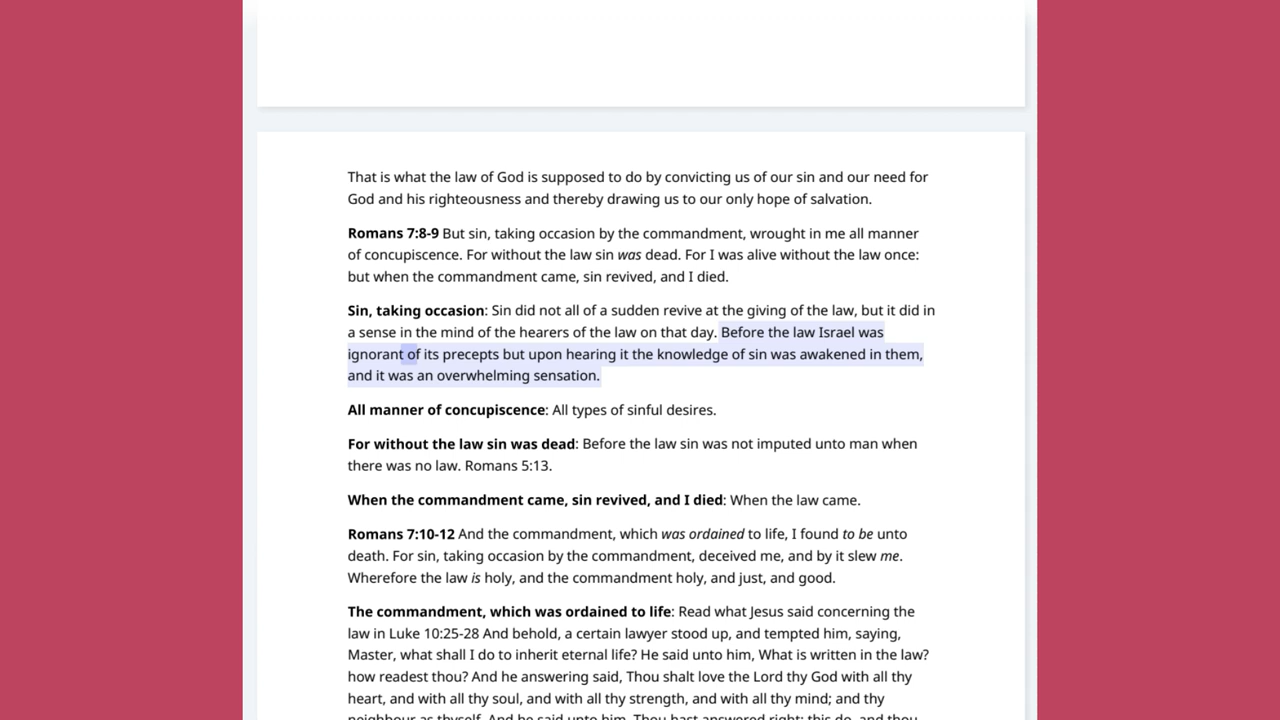 That is what the law of God is supposed to do by convicting us of our sin and our need for
God and his righteousness and thereby drawing us to our only hope of salvation.
Romans 7:8-9 But sin, taking occasion by the commandment, wrought in me all manner
of concupiscence. For without the law sin was dead. For I was alive without the law once:
but when the commandment came, sin revived, and I died.
Sin, taking occasion: Sin did not all of a sudden revive at the giving of the law, but it did in
a sense in the mind of the hearers of the law on that day. Before the law Israel was
ignorant of its precepts but upon hearing it the knowledge of sin was awakened in them,
and it was an overwhelming sensation.
All manner of concupiscence: All types of sinful desires.
For without the law sin was dead: Before the law sin was not imputed unto man when
there was no law. Romans 5:13.
When the commandment came, sin revived, and I died: When the law came.
Romans 7:10-12 And the commandment, which was ordained to life, I found to be unto
death. For sin, taking occasion by the commandment, deceived me, and by it slew me.
Wherefore the law is holy, and the commandment holy, and just, and good.
The commandment, which was ordained to life: Read what Jesus said concerning the
law in Luke 10:25-28 And behold, a certain lawyer stood up, and tempted him, saying,
Master, what shall I do to inherit eternal life? He said unto him, What is written in the law?
how readest thou? And he answering said, Thou shalt love the Lord thy God with all thy
heart, and with all thy soul, and with all thy strength, and with all thy mind; and thy
neighbour as thyself. And he said unto him, Thou hast answered right: this do, and thou